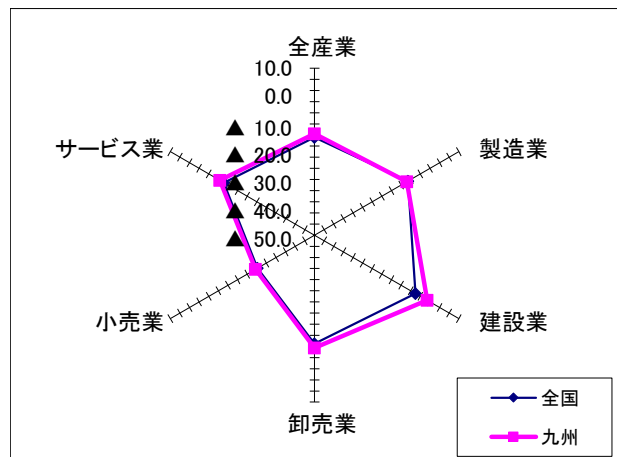 全産業
10.0
0.0
▲ 10.0
▲ 20.0
▲ 30.0
▲ 40.0
▲ 50.0
サービス業
製造業
小売業
建設業
卸売業
全国
九州